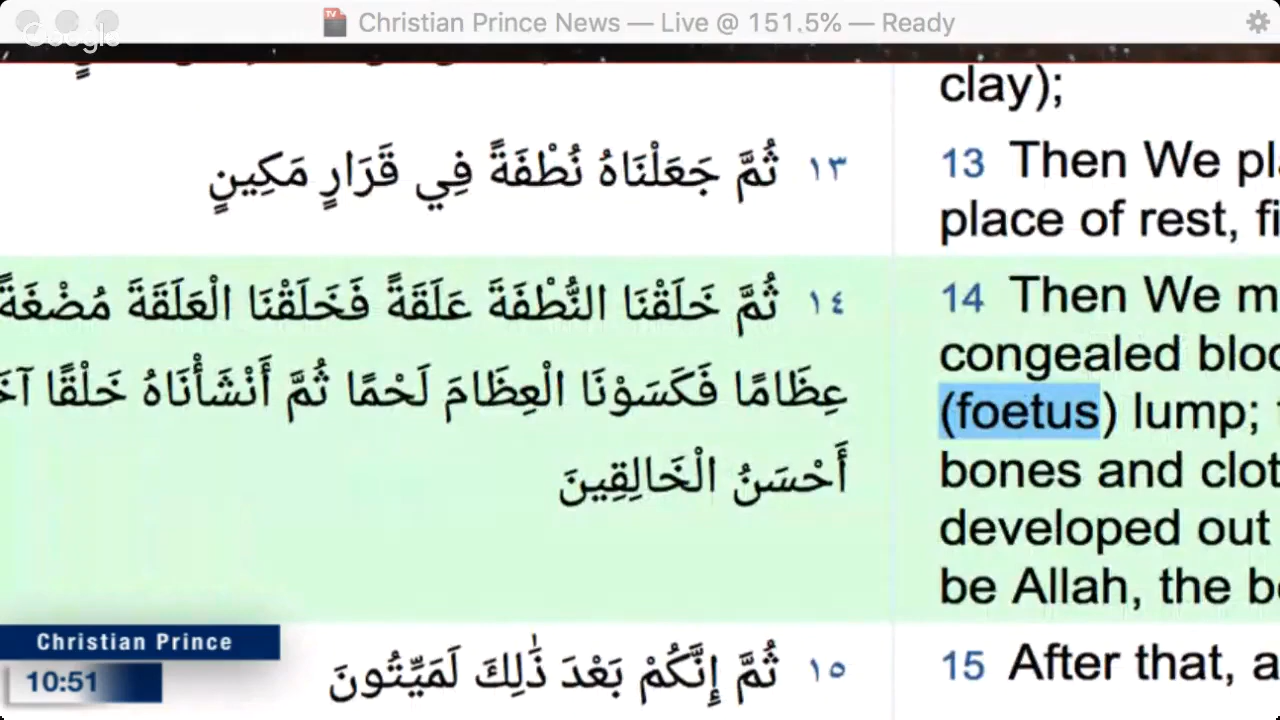 Christian Prince News — Live @ 151.5% — Ready
Google
clay);
١٣ ثُمَّ جَعَلْنَاهُ نُطْفَةً فِي قَرَارٍ مَكِينٍ
13 Then We pl
place of rest, fi
١٤ ثُمَّ خَلَقْنَا النُّطْفَةَ عَلَقَةً فَخَلَقْنَا الْعَلَقَةَ مُضْغَةً
عِظَامًا فَكَسَوْنَا الْعِظَامَ لَحْمًا ثُمَّ أَنْشَأْنَاهُ خَلْقًا آخَ
أَحْسَنُ الْخَالِقِينَ
14 Then We m
congealed bloo
(foetus) lump;
bones and clot
developed out
be Allah, the be
١٥ ثُمَّ إِنَّكُمْ بَعْدَ ذَٰلِكَ لَمَيِّتُونَ
15 After that, a
Christian Prince
10:51